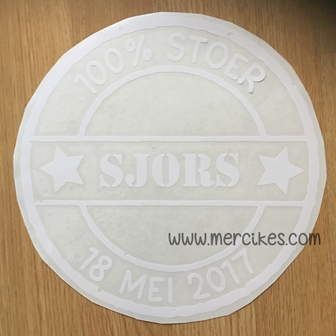 100% STOER
SJORS
www.mercikes.com
18 MEI 2017